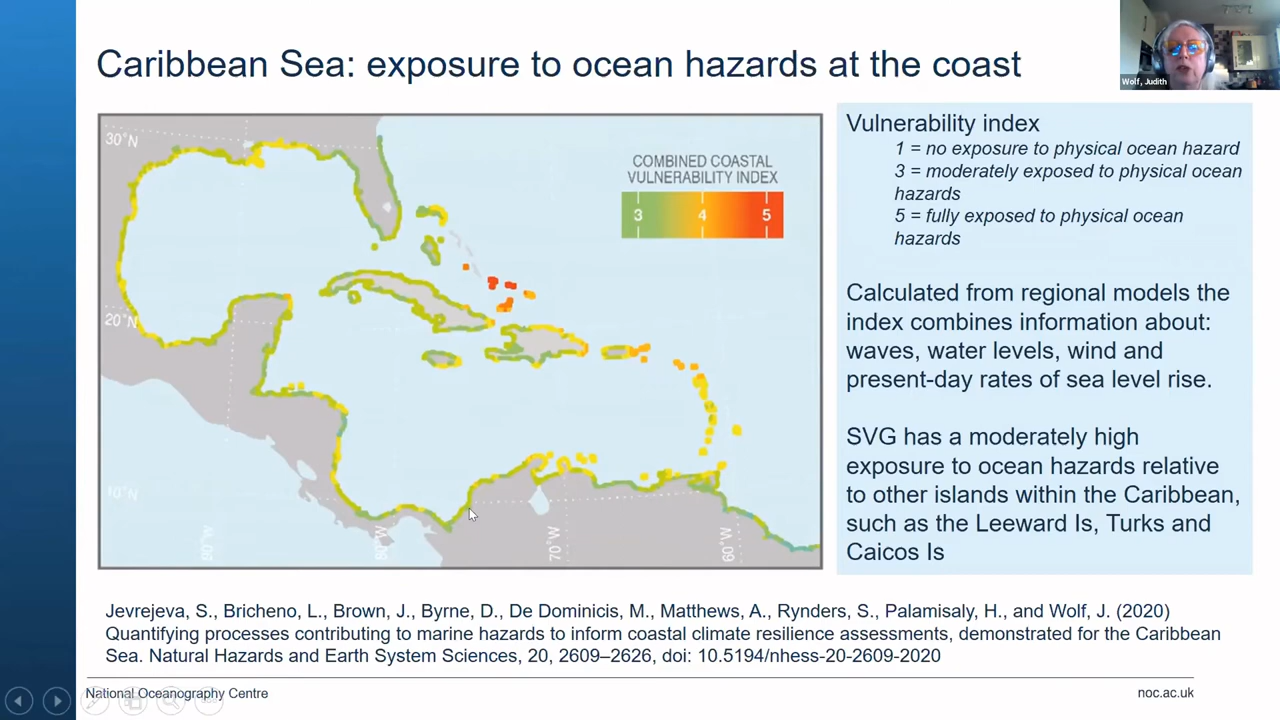 Caribbean Sea: exposure to ocean hazards at the coast
Wolf, Judith
30°N
20°N
10°N
90°W
80°W
70°W
60°W
COMBINED COASTAL
VULNERABILITY INDEX
3 4 5
Vulnerability index
1 = no exposure to physical ocean hazard
3 = moderately exposed to physical ocean
hazards
5 = fully exposed to physical ocean
hazards
Calculated from regional models the
index combines information about:
waves, water levels, wind and
present-day rates of sea level rise.
SVG has a moderately high
exposure to ocean hazards relative
to other islands within the Caribbean,
such as the Leeward Is, Turks and
Caicos Is
Jevrejeva, S., Bricheno, L., Brown, J., Byrne, D., De Dominicis, M., Matthews, A., Rynders, S., Palamisaly, H., and Wolf, J. (2020)
Quantifying processes contributing to marine hazards to inform coastal climate resilience assessments, demonstrated for the Caribbean
Sea. Natural Hazards and Earth System Sciences, 20, 2609–2626, doi: 10.5194/nhess-20-2609-2020
National Oceanography Centre
noc.ac.uk